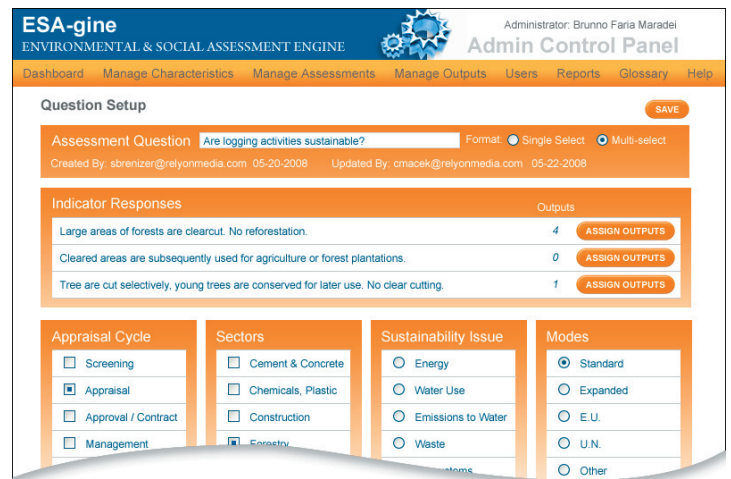 ESA-gine
ENVIRONMENTAL & SOCIAL ASSESSMENT ENGINE
Administrator: Brunno Faria Maradei
Admin Control Panel
Dashboard Manage Characteristics Manage Assessments Manage Outputs Users Reports Glossary Help
Question Setup
SAVE
Assessment Question Are logging activities sustainable? Format: Single Select Multi-select
Created By: sbrenizer@relyonmedia.com 05-20-2008 Updated By: cmacek@relyonmedia.com 05-22-2008
Indicator Responses Outputs
Large areas of forests are clearcut. No reforestation. 4 ASSIGN OUTPUTS
Cleared areas are subsequently used for agriculture or forest plantations. 0 ASSIGN OUTPUTS
Tree are cut selectively, young trees are conserved for later use. No clear cutting. 1 ASSIGN OUTPUTS
Appraisal Cycle
Screening
Appraisal
Approval / Contract
Management
Sectors
Cement & Concrete
Chemicals, Plastic
Construction
Forestry
Sustainability Issue
Energy
Water Use
Emissions to Water
Waste
Modes
Standard
Expanded
E.U.
U.N.
Other